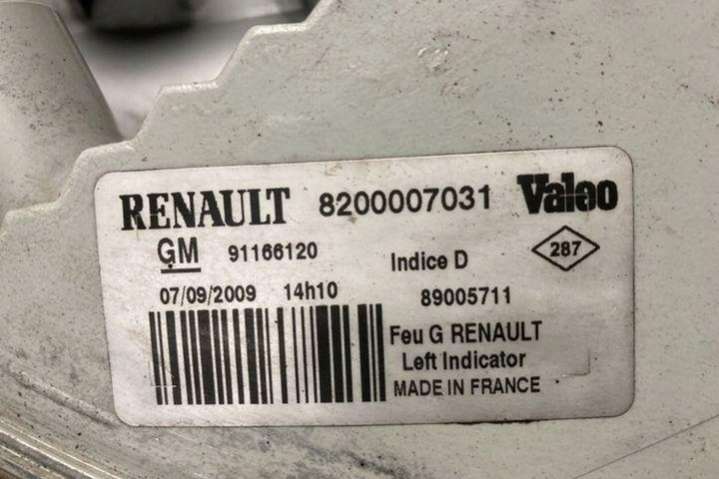 RENAULT 8200007031 Valeo
GM 91166120 Indice D 287
07/09/2009 14h10 89005711
Feu G RENAULT
Left Indicator
MADE IN FRANCE